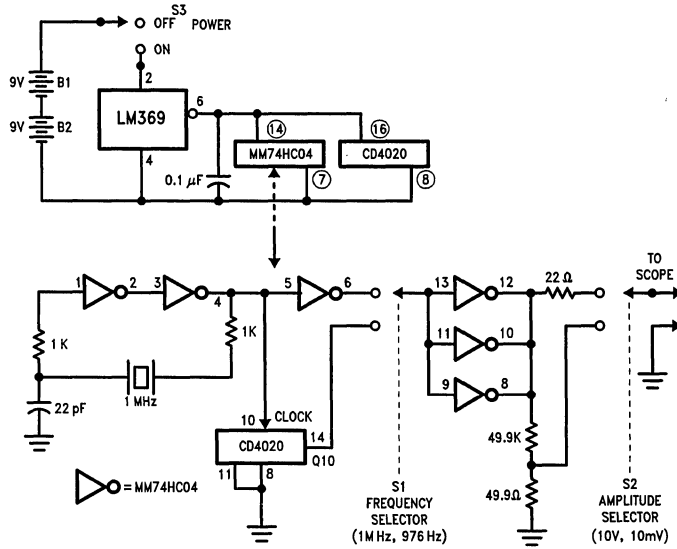 S3
OFF POWER
ON
2
9V B1
9V B2
LM369
6
4
0.1 μF
14
MM74HC04
7
16
CD4020
8
1
2
3
4
5
6
13
12
11
10
9
8
22 Ω
TO
SCOPE
1K
1K
1 MHz
22 pF
10 CLOCK
CD4020
14
Q10
11
8
49.9K
49.9Ω
=MM74HC04
S1
FREQUENCY
SELECTOR
(1MHz, 976Hz)
S2
AMPLITUDE
SELECTOR
(10V, 10mV)